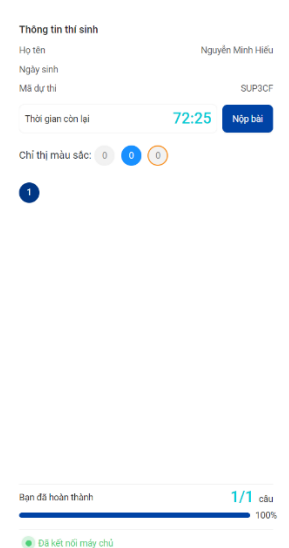 Thông tin thí sinh
Họ tên Nguyễn Minh Hiếu
Ngày sinh
Mã dự thi SUP3CF
Thời gian còn lại 72:25 Nộp bài
Chỉ thị màu sắc: 0 0 0
1
Bạn đã hoàn thành 1/1 câu
100%
Đã kết nối máy chủ